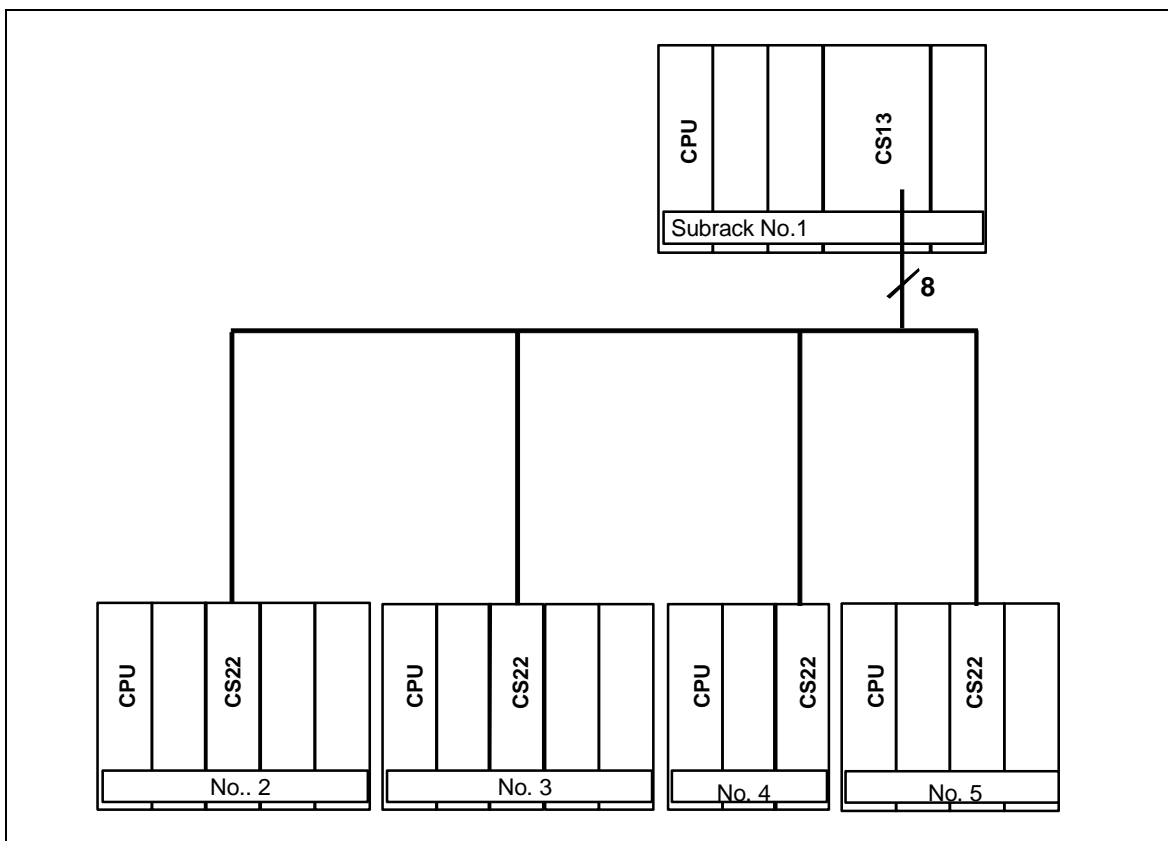 CPU
CS13
Subrack No.1
8
CPU
CS22
No.. 2
CPU
CS22
No. 3
CPU
CS22
No. 4
CPU
CS22
No. 5